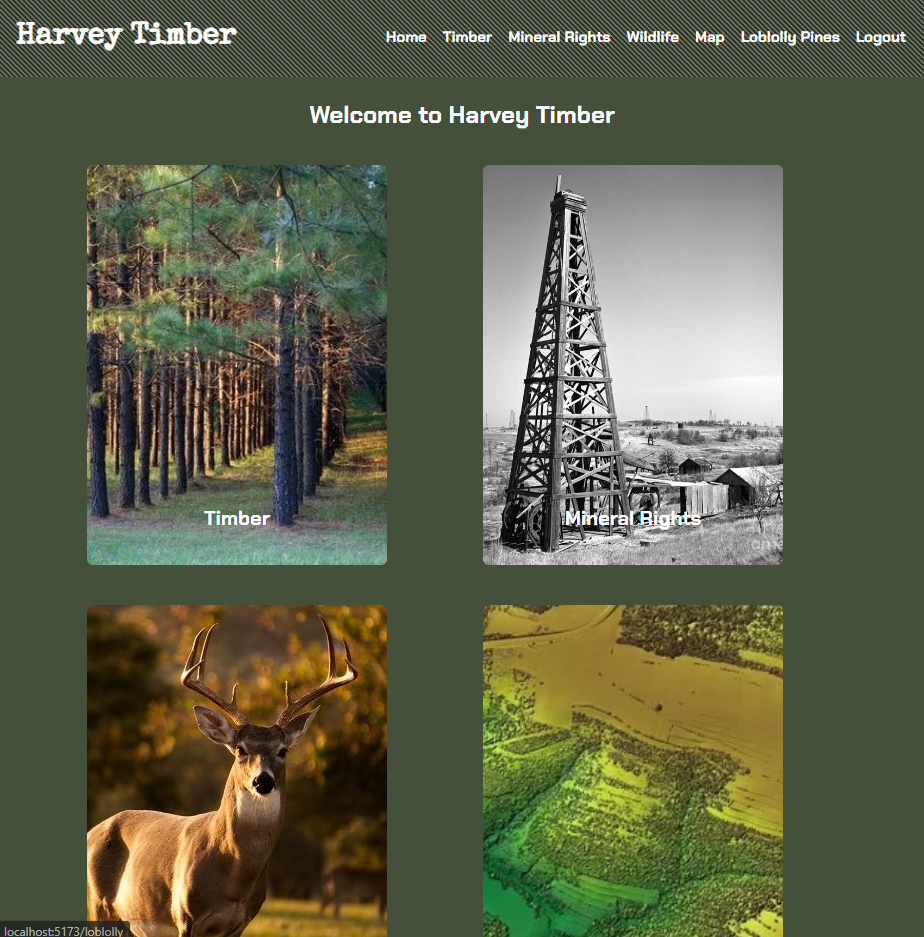 Harvey Timber
Home Timber Mineral Rights Wildlife Map Loblolly Pines Logout
Welcome to Harvey Timber
Timber
Mineral Rights
localhost:5173/loblolly